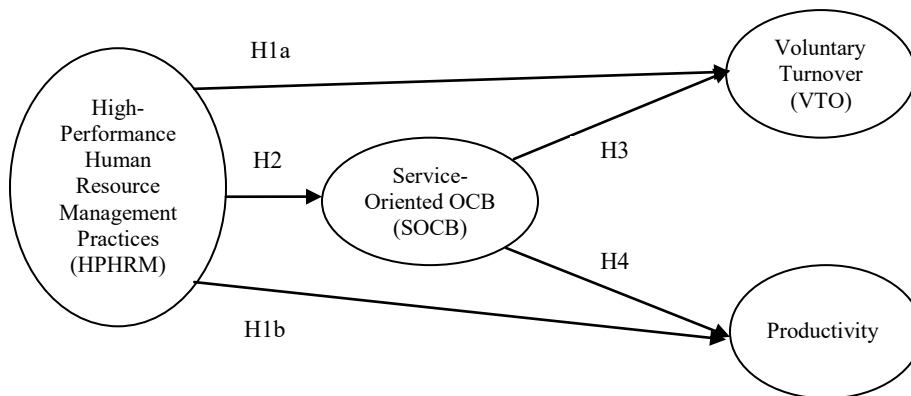 H1a
Voluntary
Turnover
(VTO)
High-
Performance
Human
Resource
Management
Practices
(HPHRM)
H2
Service-
Oriented OCB
(SOCB)
H3
H4
H1b
Productivity